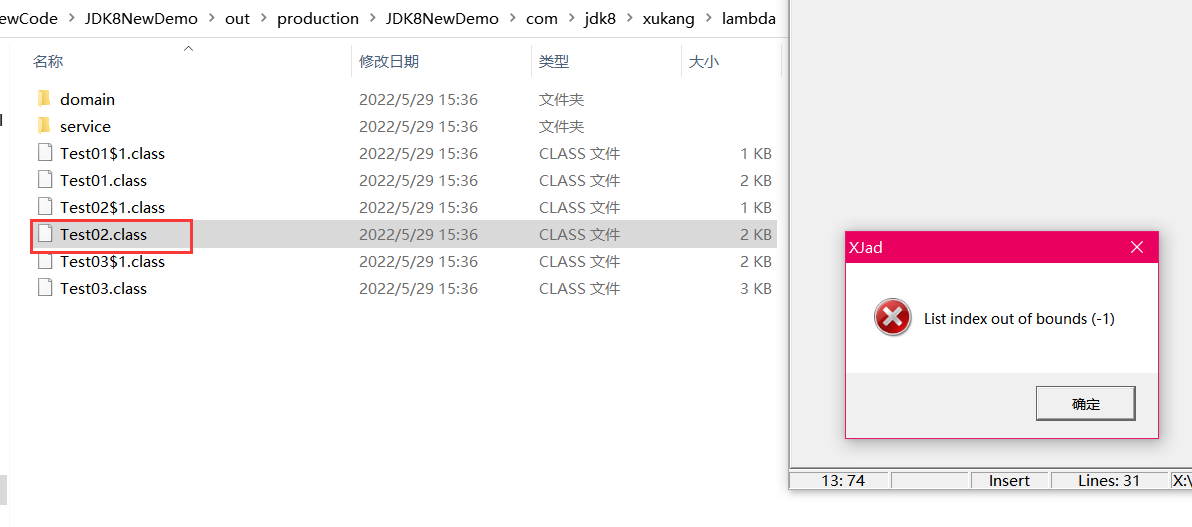 ewCode > JDK8NewDemo > out > production > JDK8NewDemo > com > jdk8 > xukang > lambda
名称 修改日期 类型 大小
domain 2022/5/29 15:36 文件夹
service 2022/5/29 15:36 文件夹
Test01$1.class 2022/5/29 15:36 CLASS 文件 1 KB
Test01.class 2022/5/29 15:36 CLASS 文件 2 KB
Test02$1.class 2022/5/29 15:36 CLASS 文件 1 KB
Test02.class 2022/5/29 15:36 CLASS 文件 2 KB
Test03$1.class 2022/5/29 15:36 CLASS 文件 2 KB
Test03.class 2022/5/29 15:36 CLASS 文件 3 KB
XJad
List index out of bounds (-1)
确定
13: 74 Insert Lines: 31 X:\